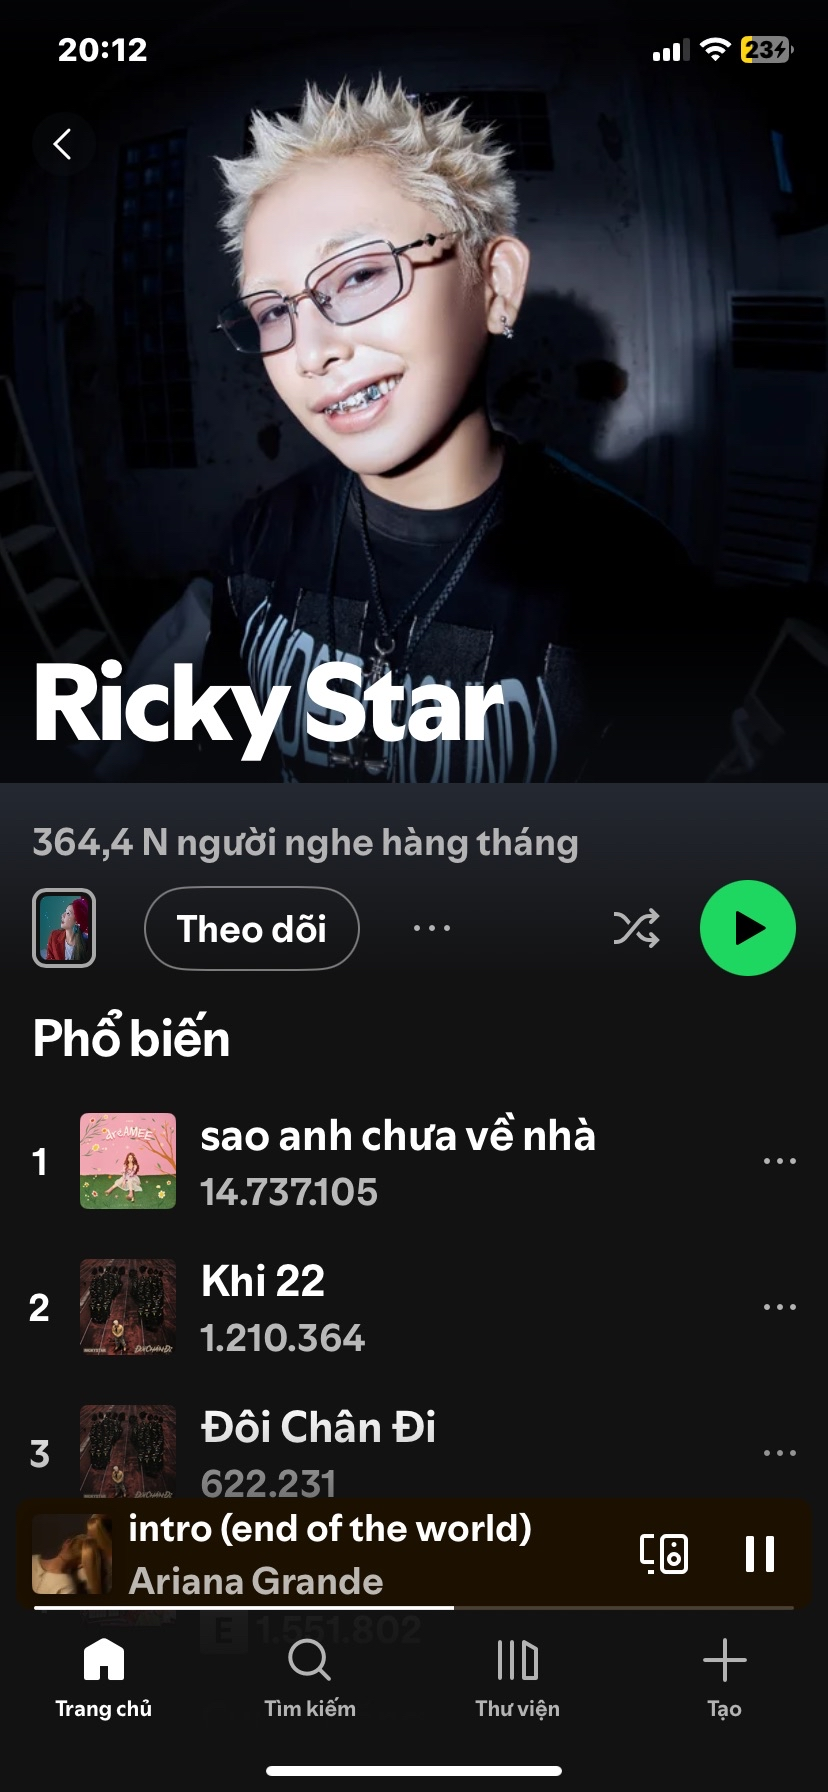 20:12
23
Ricky Star
364,4 N người nghe hàng tháng
Theo dõi
Phổ biến
1
sao anh chưa về nhà
14.737.105
2
Khi 22
1.210.364
3
Đôi Chân Đi
622.231
intro (end of the world)
Ariana Grande
E 1.551.802
Trang chủ
Tìm kiếm
Thư viện
Tạo